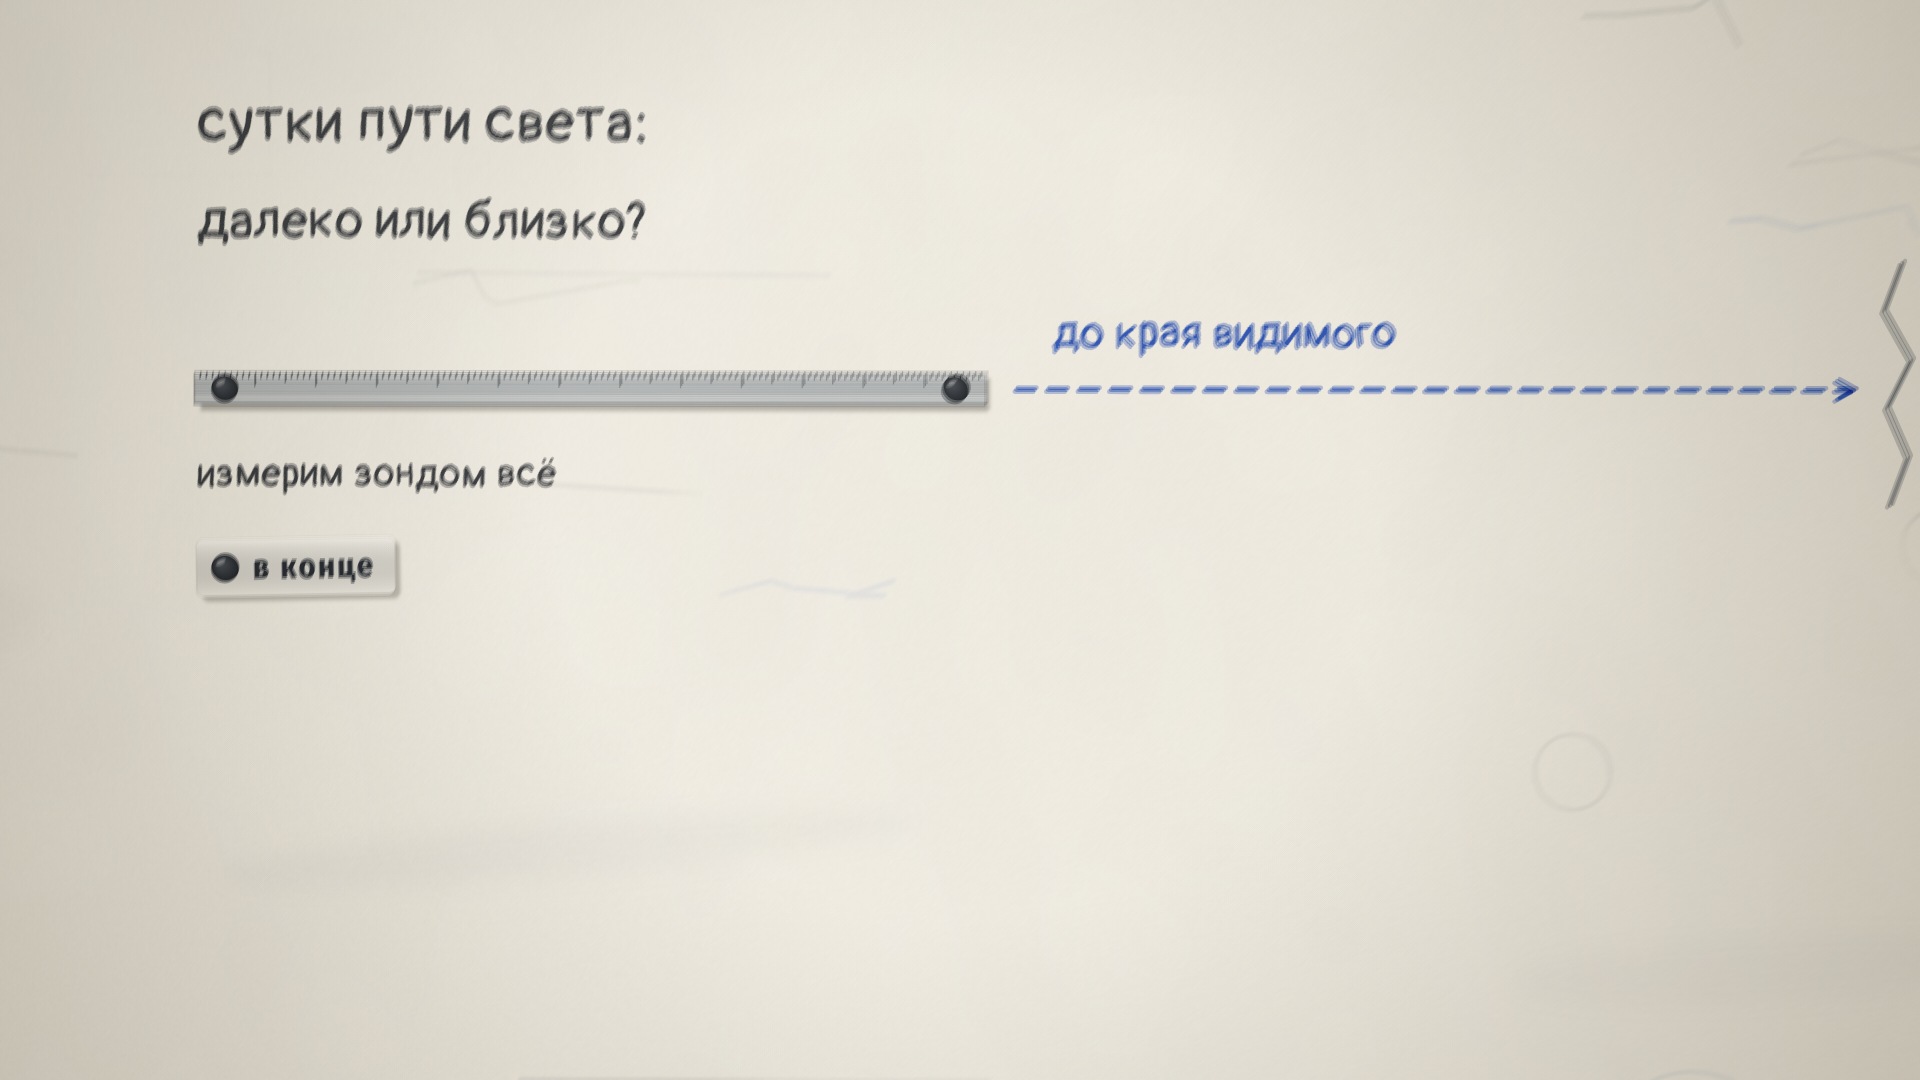 сутки пути света:
далеко или близко?
до края видимого
измерим зондом всё
в конце